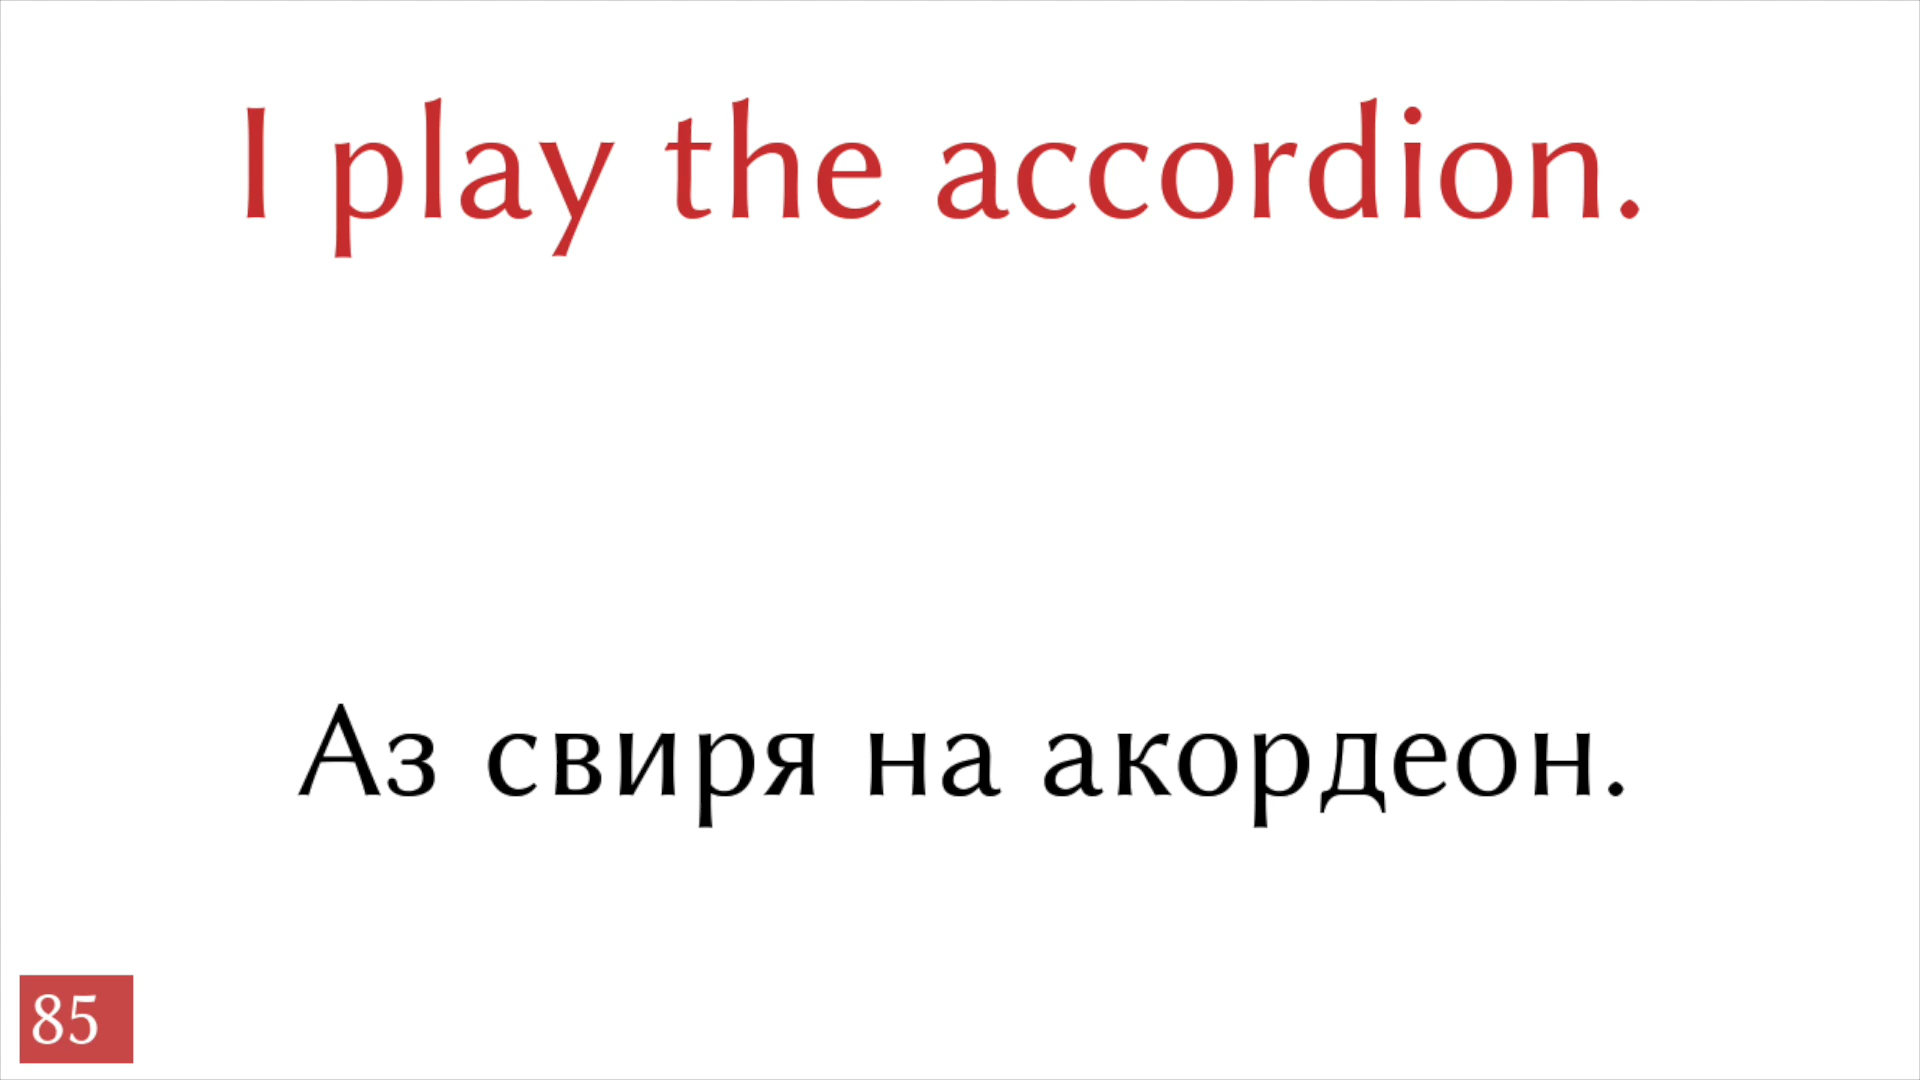 I play the accordion.
Аз свиря на акордеон.
85